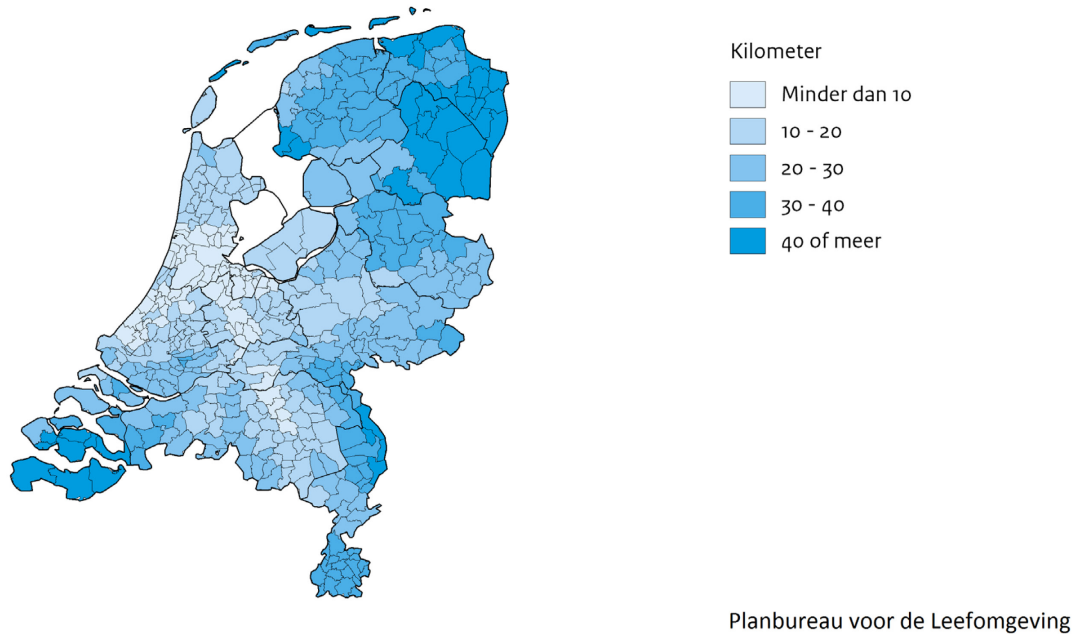 Kilometer
Minder dan 10
10 - 20
20 - 30
30 - 40
40 of meer
Planbureau voor de Leefomgeving